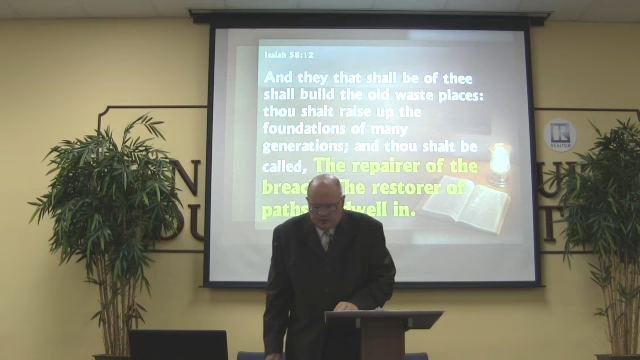 Isaiah 58:12
And they that shall be of thee
shall build the old waste places:
thou shalt raise up the
foundations of many
generations; and thou shalt be
called, The repairer of the
breach, The restorer of
paths dwell in.
REALTOR